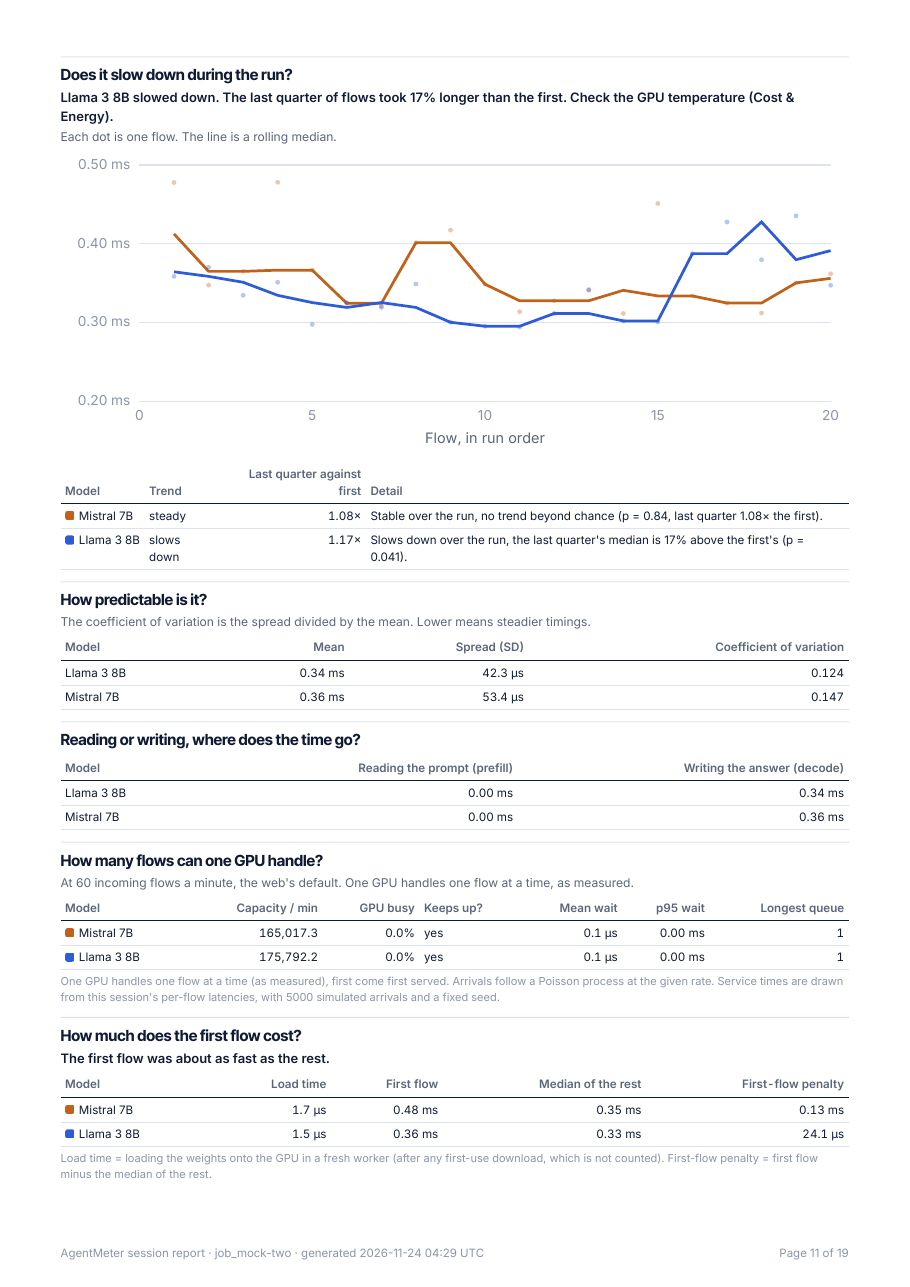 Does it slow down during the run?
Llama 3 8B slowed down. The last quarter of flows took 17% longer than the first. Check the GPU temperature (Cost &
Energy).
Each dot is one flow. The line is a rolling median.
0.50 ms
0.40 ms
0.30 ms
0.20 ms
0 5 10 15 20
Flow, in run order
Last quarter against
Model Trend first Detail
Mistral 7B steady 1.08× Stable over the run, no trend beyond chance (p = 0.84, last quarter 1.08× the first).
Llama 3 8B slows 1.17× Slows down over the run, the last quarter's median is 17% above the first's (p =
down 0.041).
How predictable is it?
The coefficient of variation is the spread divided by the mean. Lower means steadier timings.
Model Mean Spread (SD) Coefficient of variation
Llama 3 8B 0.34 ms 42.3 µs 0.124
Mistral 7B 0.36 ms 53.4 µs 0.147
Reading or writing, where does the time go?
Model Reading the prompt (prefill) Writing the answer (decode)
Llama 3 8B 0.00 ms 0.34 ms
Mistral 7B 0.00 ms 0.36 ms
How many flows can one GPU handle?
At 60 incoming flows a minute, the web's default. One GPU handles one flow at a time, as measured.
Model Capacity / min GPU busy Keeps up? Mean wait p95 wait Longest queue
Mistral 7B 165,017.3 0.0% yes 0.1 µs 0.00 ms 1
Llama 3 8B 175,792.2 0.0% yes 0.1 µs 0.00 ms 1
One GPU handles one flow at a time (as measured), first come first served. Arrivals follow a Poisson process at the given rate. Service times are drawn
from this session's per-flow latencies, with 5000 simulated arrivals and a fixed seed.
How much does the first flow cost?
The first flow was about as fast as the rest.
Model Load time First flow Median of the rest First-flow penalty
Mistral 7B 1.7 µs 0.48 ms 0.35 ms 0.13 ms
Llama 3 8B 1.5 µs 0.36 ms 0.33 ms 24.1 µs
Load time = loading the weights onto the GPU in a fresh worker (after any first-use download, which is not counted). First-flow penalty = first flow
minus the median of the rest.
AgentMeter session report · job_mock-two · generated 2026-11-24 04:29 UTC Page 11 of 19